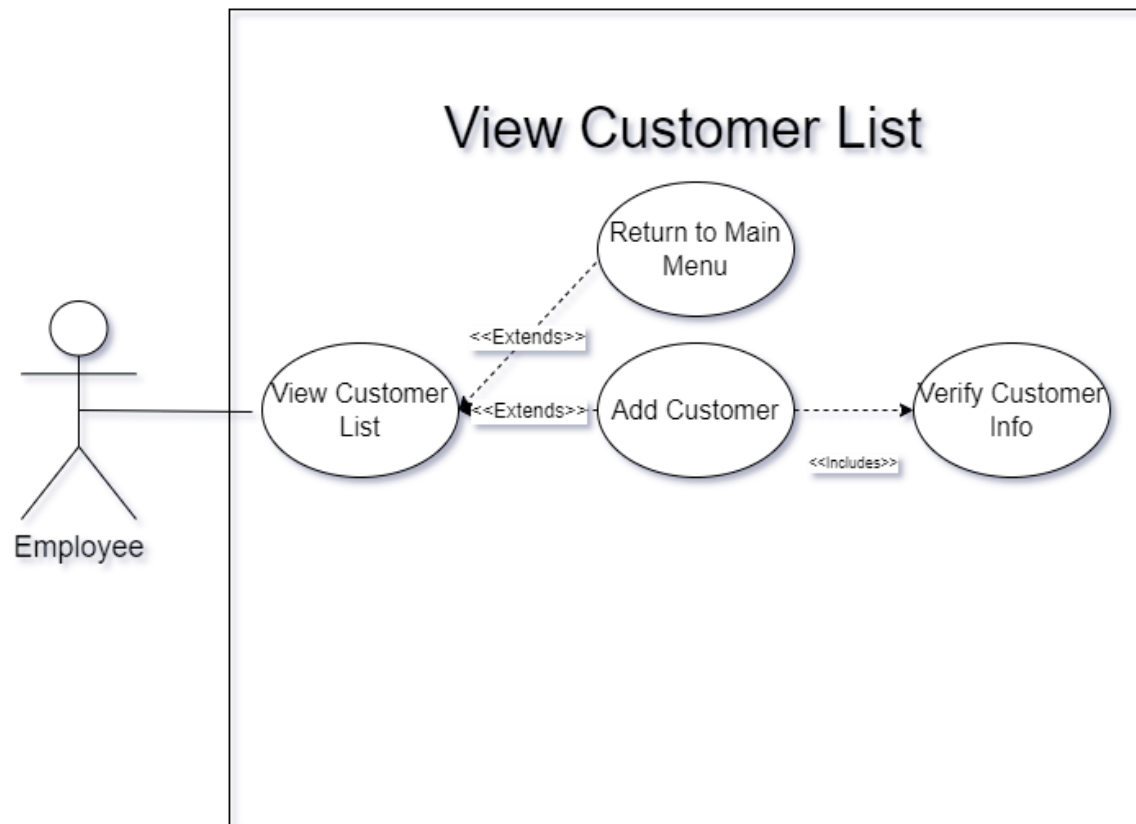 View Customer List
Return to Main
Menu
<<Extends>>
View Customer
List
<<Extends>>
Add Customer
Verify Customer
Info
<<Includes>>
Employee